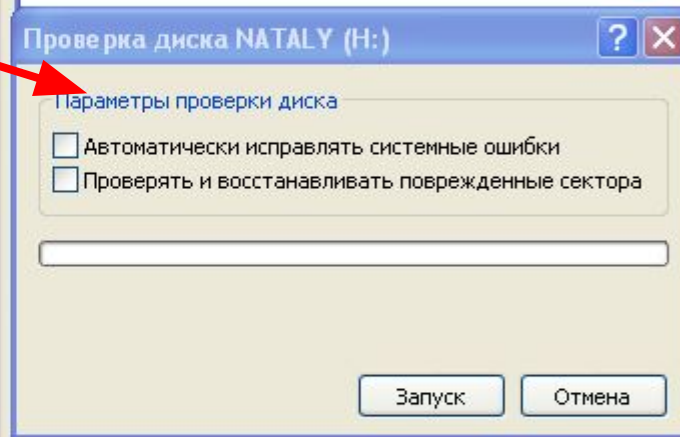 Проверка диска NATALY (H:)
Параметры проверки диска
Автоматически исправлять системные ошибки
Проверять и восстанавливать поврежденные сектора
Запуск
Отмена